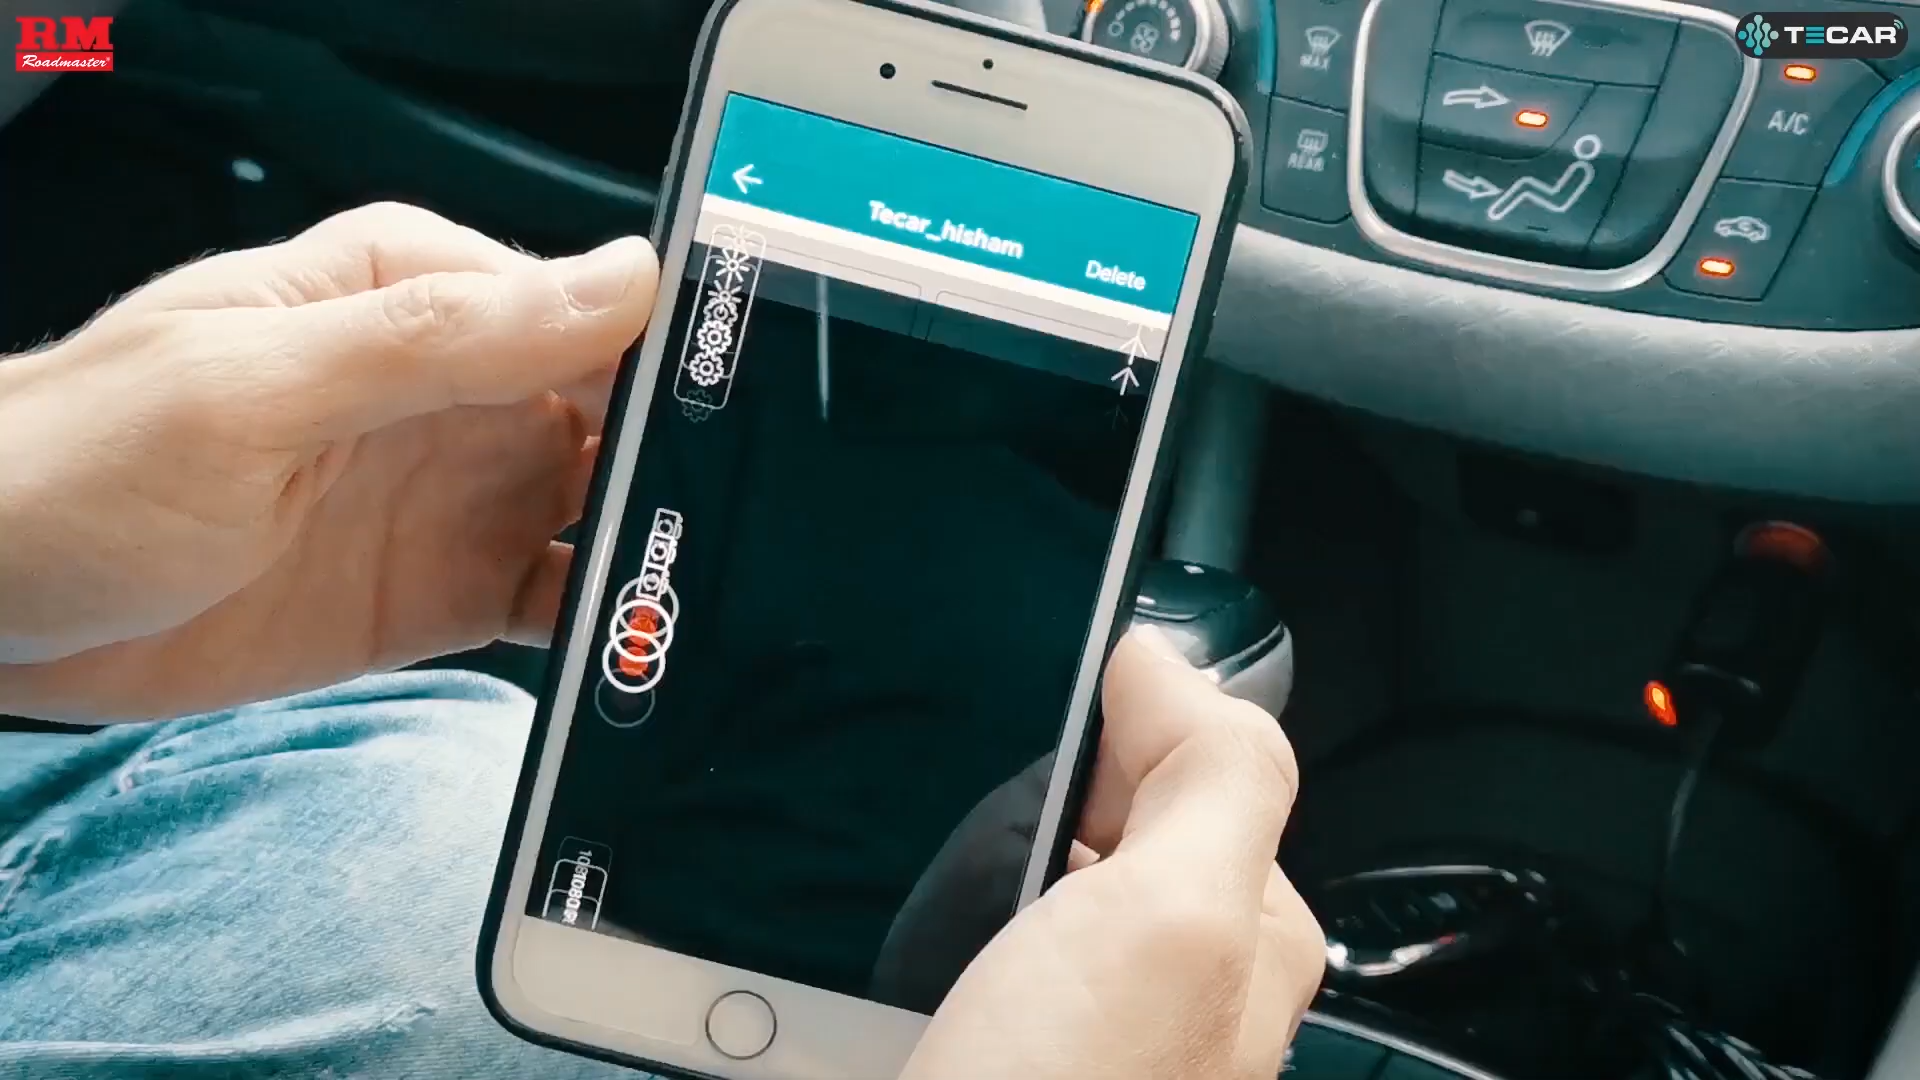 RM
Roadmaster
TECAR
MAX
A/C
REAR
Tecar_hisham
Delete